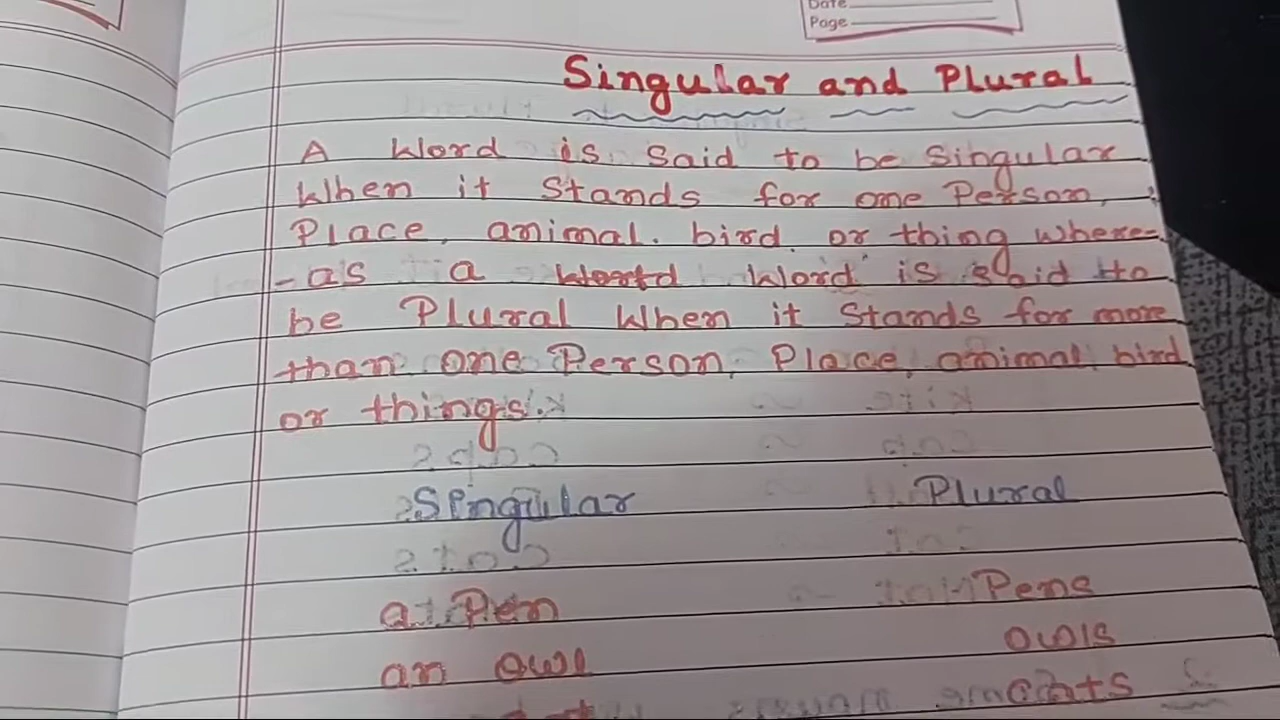 Date
Page
Singular and Plural
A Word is Said to be Singular
When it Stands for one Person,
Place, animal. bird, or thing where-
-as a Word is said to
be Plural When it Stands for more
than one Person, Place, animal, bird
or things.
Singular Plural
a Pen Pens
an owl owls